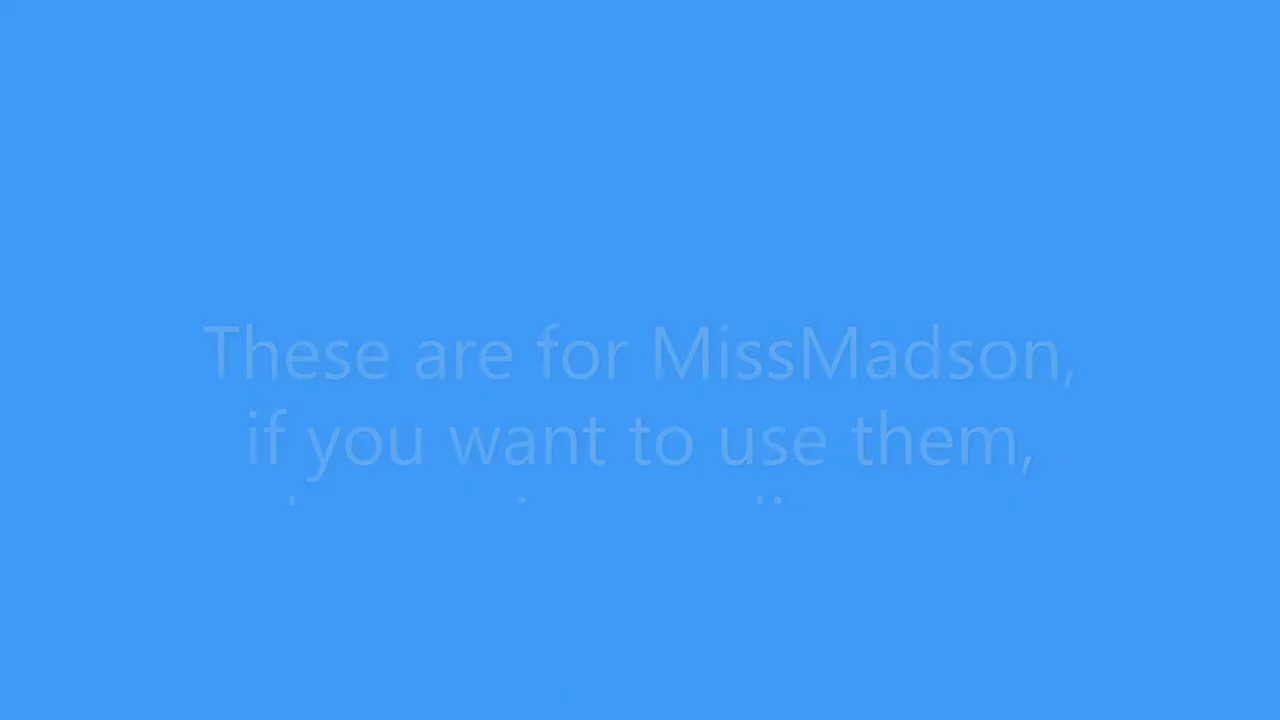 These are for MissMadson,
if you want to use them,